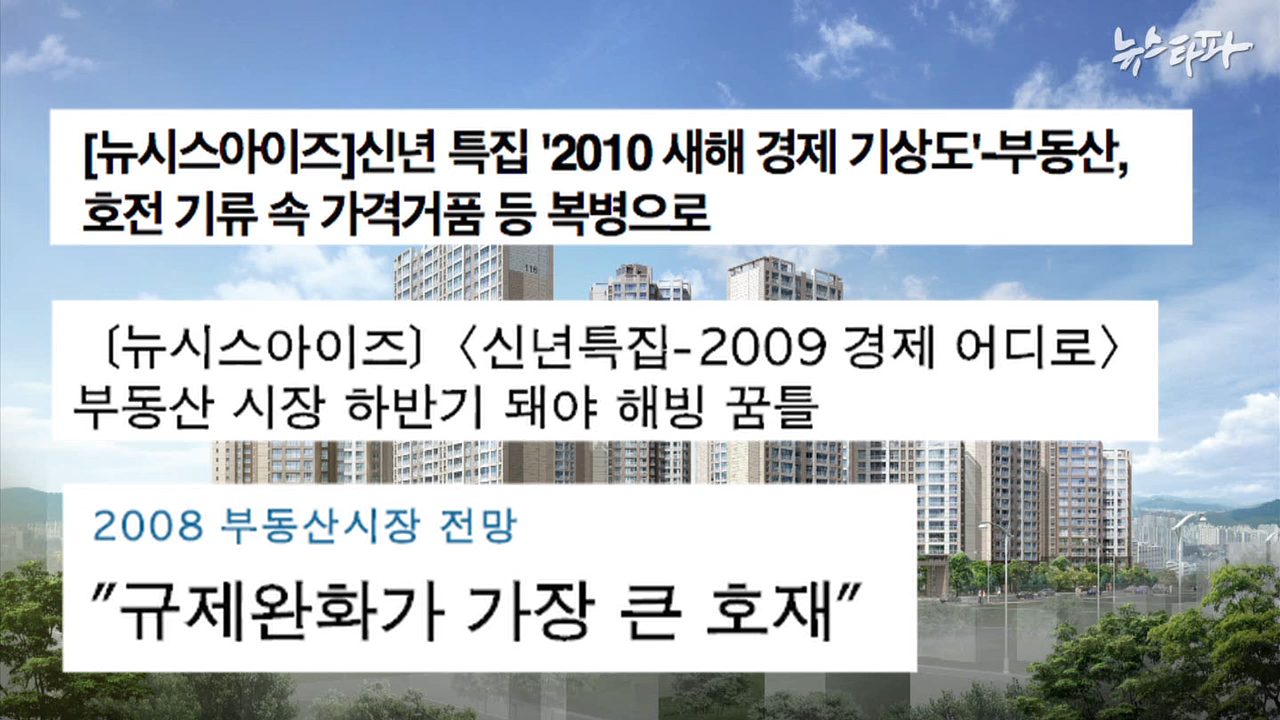 뉴스타파
[뉴시스아이즈]신년 특집 '2010 새해 경제 기상도'-부동산,
호전 기류 속 가격거품 등 복병으로
〔뉴시스아이즈〕〈신년특집-2009 경제 어디로〉
부동산 시장 하반기 돼야 해빙 꿈틀
116
2008 부동산시장 전망
"규제완화가 가장 큰 호재"